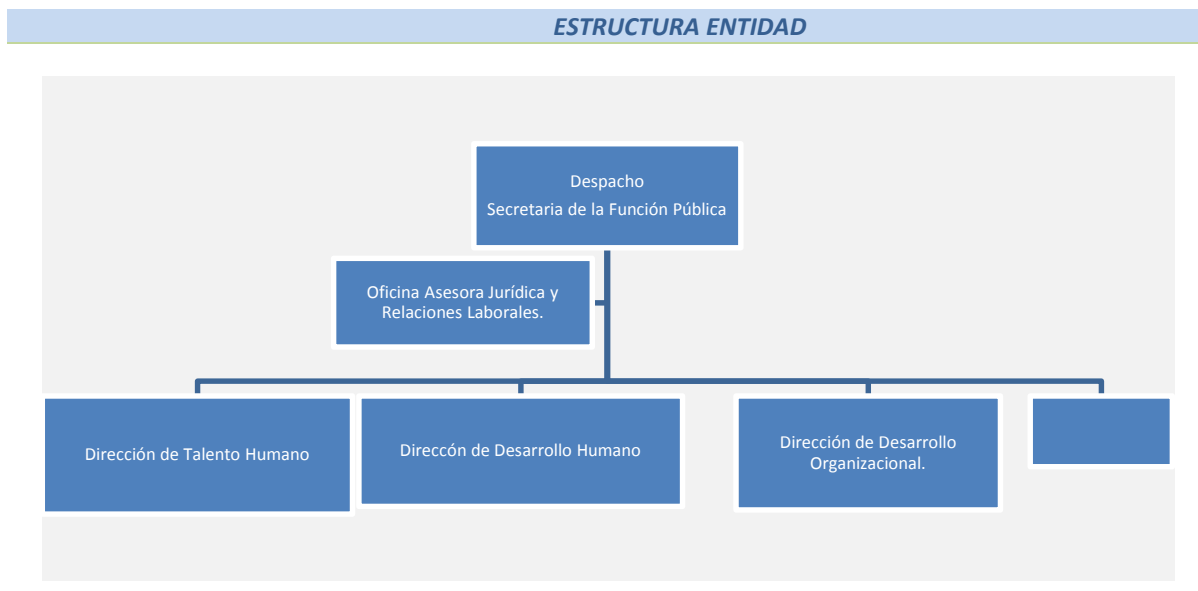 ESTRUCTURA ENTIDAD
Despacho
Secretaria de la Función Pública
Oficina Asesora Jurídica y
Relaciones Laborales.
Dirección de Talento Humano
Direccón de Desarrollo Humano
Dirección de Desarrollo
Organizacional.